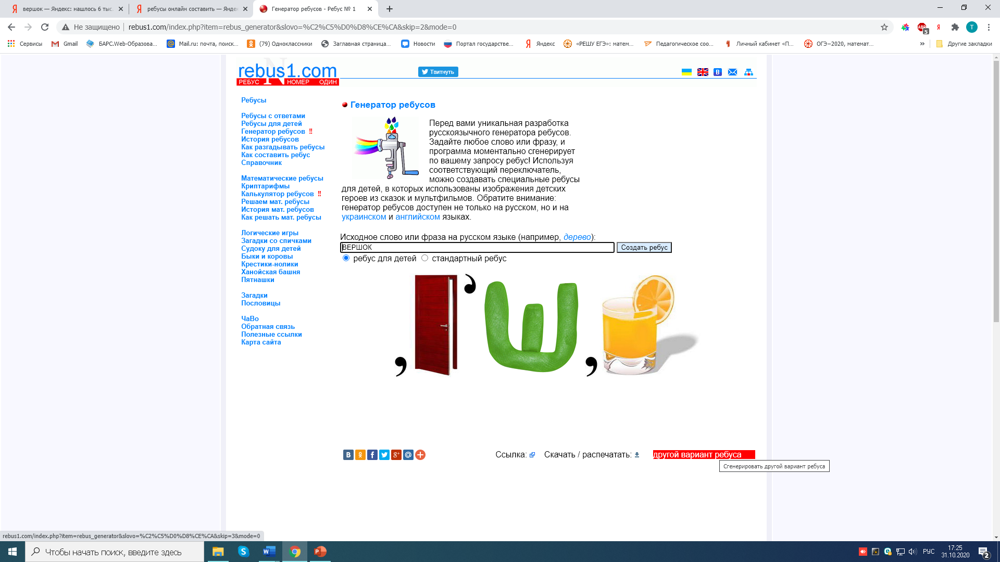 вершок — Яндекс: нашлось 6 тыс.
ребусы онлайн составить — Янде
Генератор ребусов - Ребус № 1
Не защищено
rebus1.com/index.php?item=rebus_generator&slovo=%C2%C5%D0%D8%CE%CA&skip=2&mode=0
ABP
5
Я
T
Сервисы
Gmail
БАРС.Web-Образова...
Mail.ru: почта, поиск...
(79) Одноклассники
Заглавная страница...
Новости
Портал государстве...
Яндекс
«РЕШУ ЕГЭ»: матем...
Педагогическое соо...
Личный кабинет «П...
ОГЭ–2020, математ...
»
Другие закладки
rebus1.com
РЕБУС N НОМЕР ОДИН
Твитнуть
Ребусы
Ребусы с ответами
Ребусы для детей
Генератор ребусов !!
История ребусов
Как разгадывать ребусы
Как составить ребус
Справочник
Математические ребусы
Криптарифмы
Калькулятор ребусов !!
Решаем мат. ребусы
История мат. ребусов
Как решать мат. ребусы
Логические игры
Загадки со спичками
Судоку для детей
Быки и коровы
Крестики-нолики
Ханойская башня
Пятнашки
Загадки
Пословицы
ЧаВо
Обратная связь
Полезные ссылки
Карта сайта
Генератор ребусов
Перед вами уникальная разработка
русскоязычного генератора ребусов.
Задайте любое слово или фразу, и
программа моментально сгенерирует
по вашему запросу ребус! Используя
соответствующий переключатель,
можно создавать специальные ребусы
для детей, в которых использованы изображения детских
героев из сказок и мультфильмов. Обратите внимание:
генератор ребусов доступен не только на русском, но и на
украинском и английском языках.
Исходное слово или фраза на русском языке (например, дерево):
ВЕРШОК
Создать ребус
ребус для детей стандартный ребус
, ’ Ш ,
Ссылка: Скачать / распечатать: другой вариант ребуса
Сгенерировать другой вариант ребуса
rebus1.com/index.php?item=rebus_generator&slovo=%C2%C5%D0%D8%CE%CA&skip=3&mode=0
Чтобы начать поиск, введите здесь
РУС
17:25
31.10.2020
2